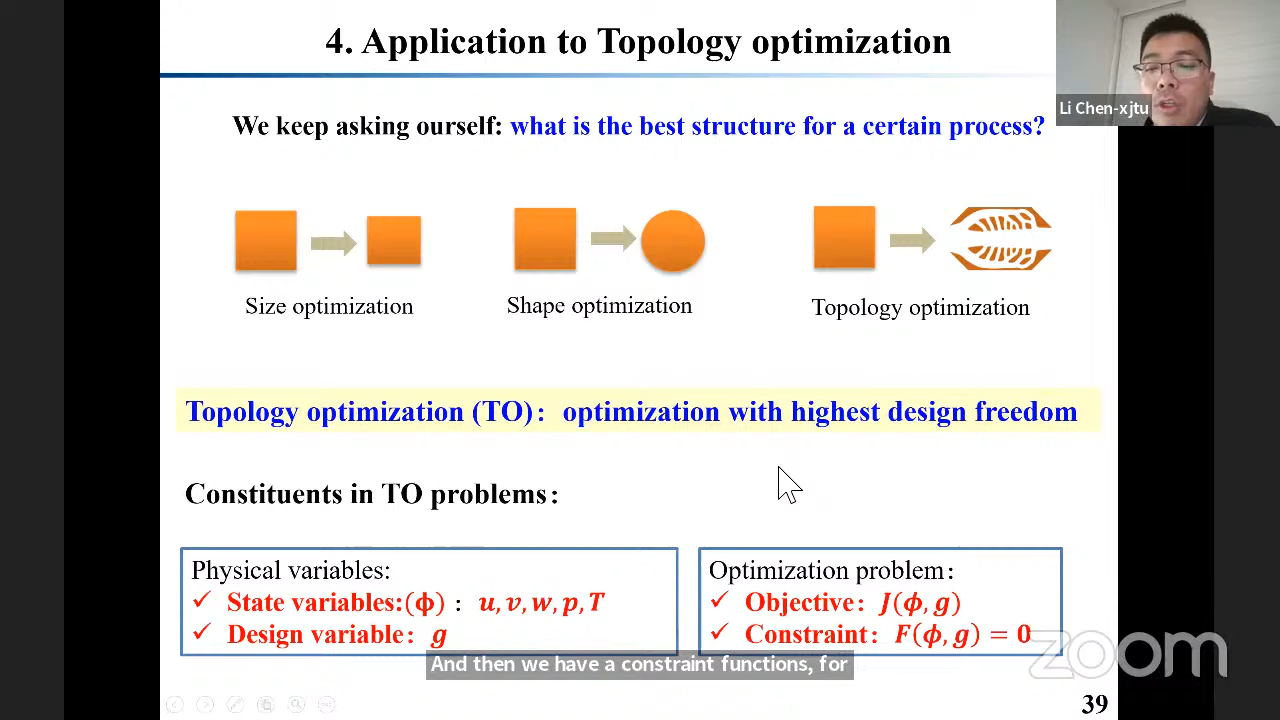 4. Application to Topology optimization
Li Chen-xjtu
We keep asking ourself: what is the best structure for a certain process?
Size optimization
Shape optimization
Topology optimization
Topology optimization (TO)： optimization with highest design freedom
Constituents in TO problems：
Physical variables:
✓ State variables:(ϕ)： u, v, w, p, T
✓ Design variable： g
Optimization problem：
✓ Objective： J(ϕ, g)
✓ Constraint： F(ϕ, g) = 0
zoom
And then we have a constraint functions, for
39